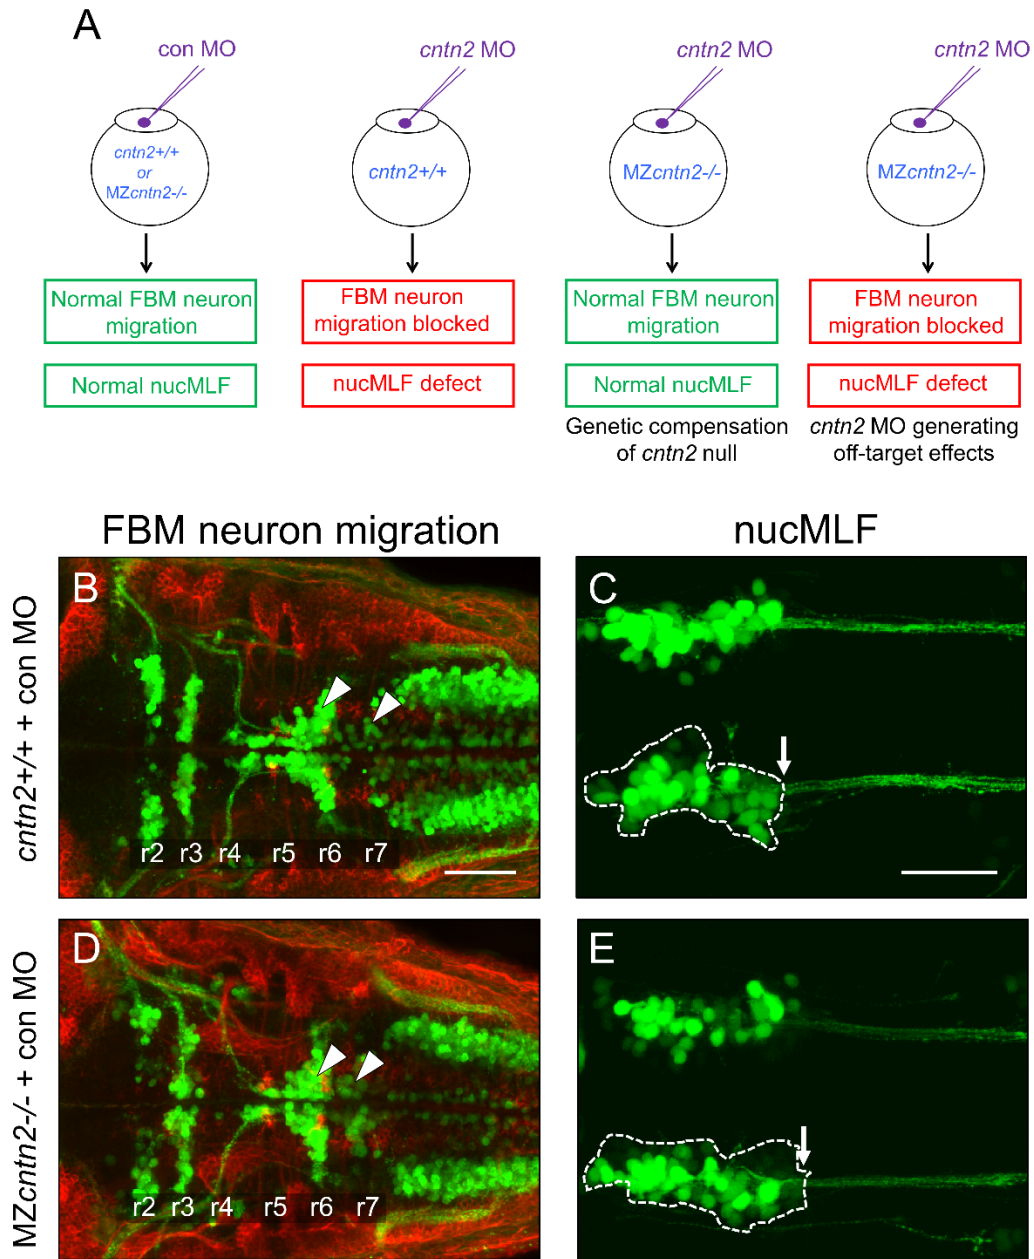 A
con MO
cntn2 MO
cntn2 MO
cntn2 MO
cntn2+/+
or
MZcntn2-/-
cntn2+/+
MZcntn2-/-
MZcntn2-/-
Normal FBM neuron
migration
FBM neuron
migration blocked
Normal FBM neuron
migration
FBM neuron
migration blocked
Normal nucMLF
nucMLF defect
Normal nucMLF
nucMLF defect
Genetic compensation
of cntn2 null
cntn2 MO generating
off-target effects
FBM neuron migration
nucMLF
cntn2+/+ + con MO
B
r2 r3 r4 r5 r6 r7
C
MZcntn2-/- + con MO
D
r2 r3 r4 r5 r6 r7
E